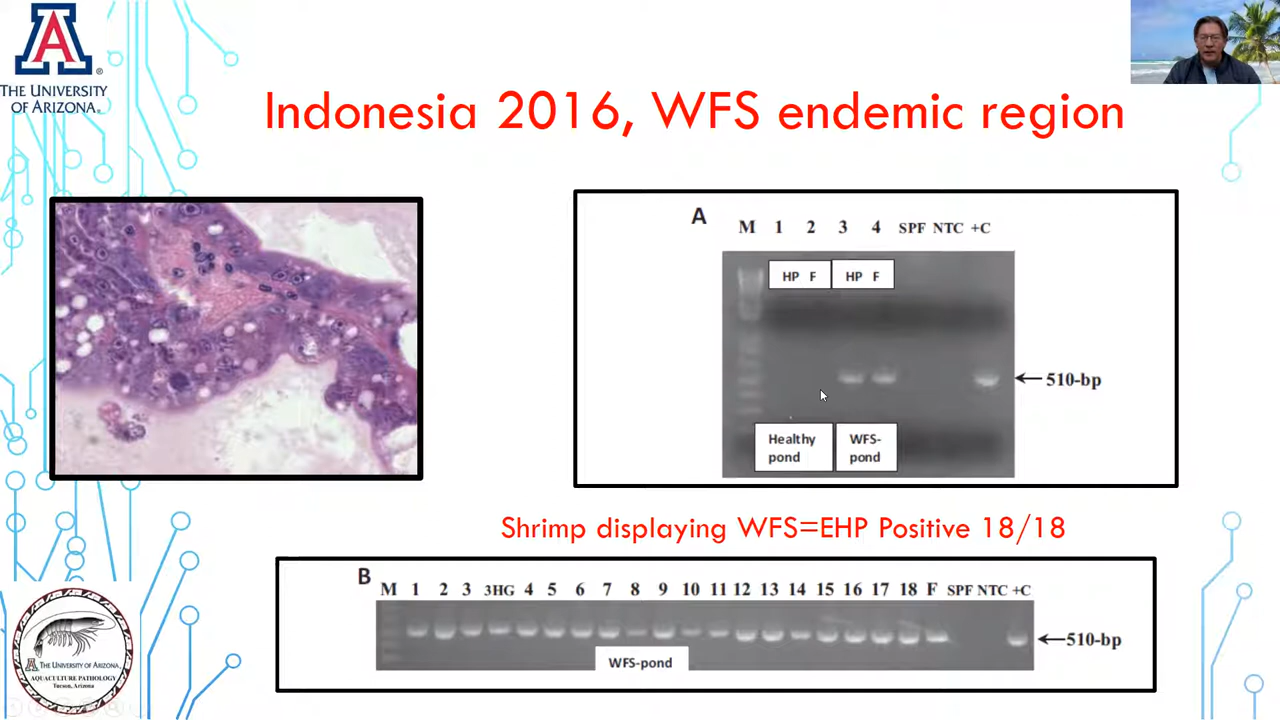 THE UNIVERSITY
OF ARIZONA®
Indonesia 2016, WFS endemic region
A
M 1 2 3 4 SPF NTC +C
HP F HP F
510-bp
Healthy
pond
WFS-
pond
Shrimp displaying WFS=EHP Positive 18/18
B
M 1 2 3 3HG 4 5 6 7 8 9 10 11 12 13 14 15 16 17 18 F SPF NTC +C
510-bp
WFS-pond
A THE UNIVERSITY OF ARIZONA.
AQUACULTURE PATHOLOGY
Tucson, Arizona